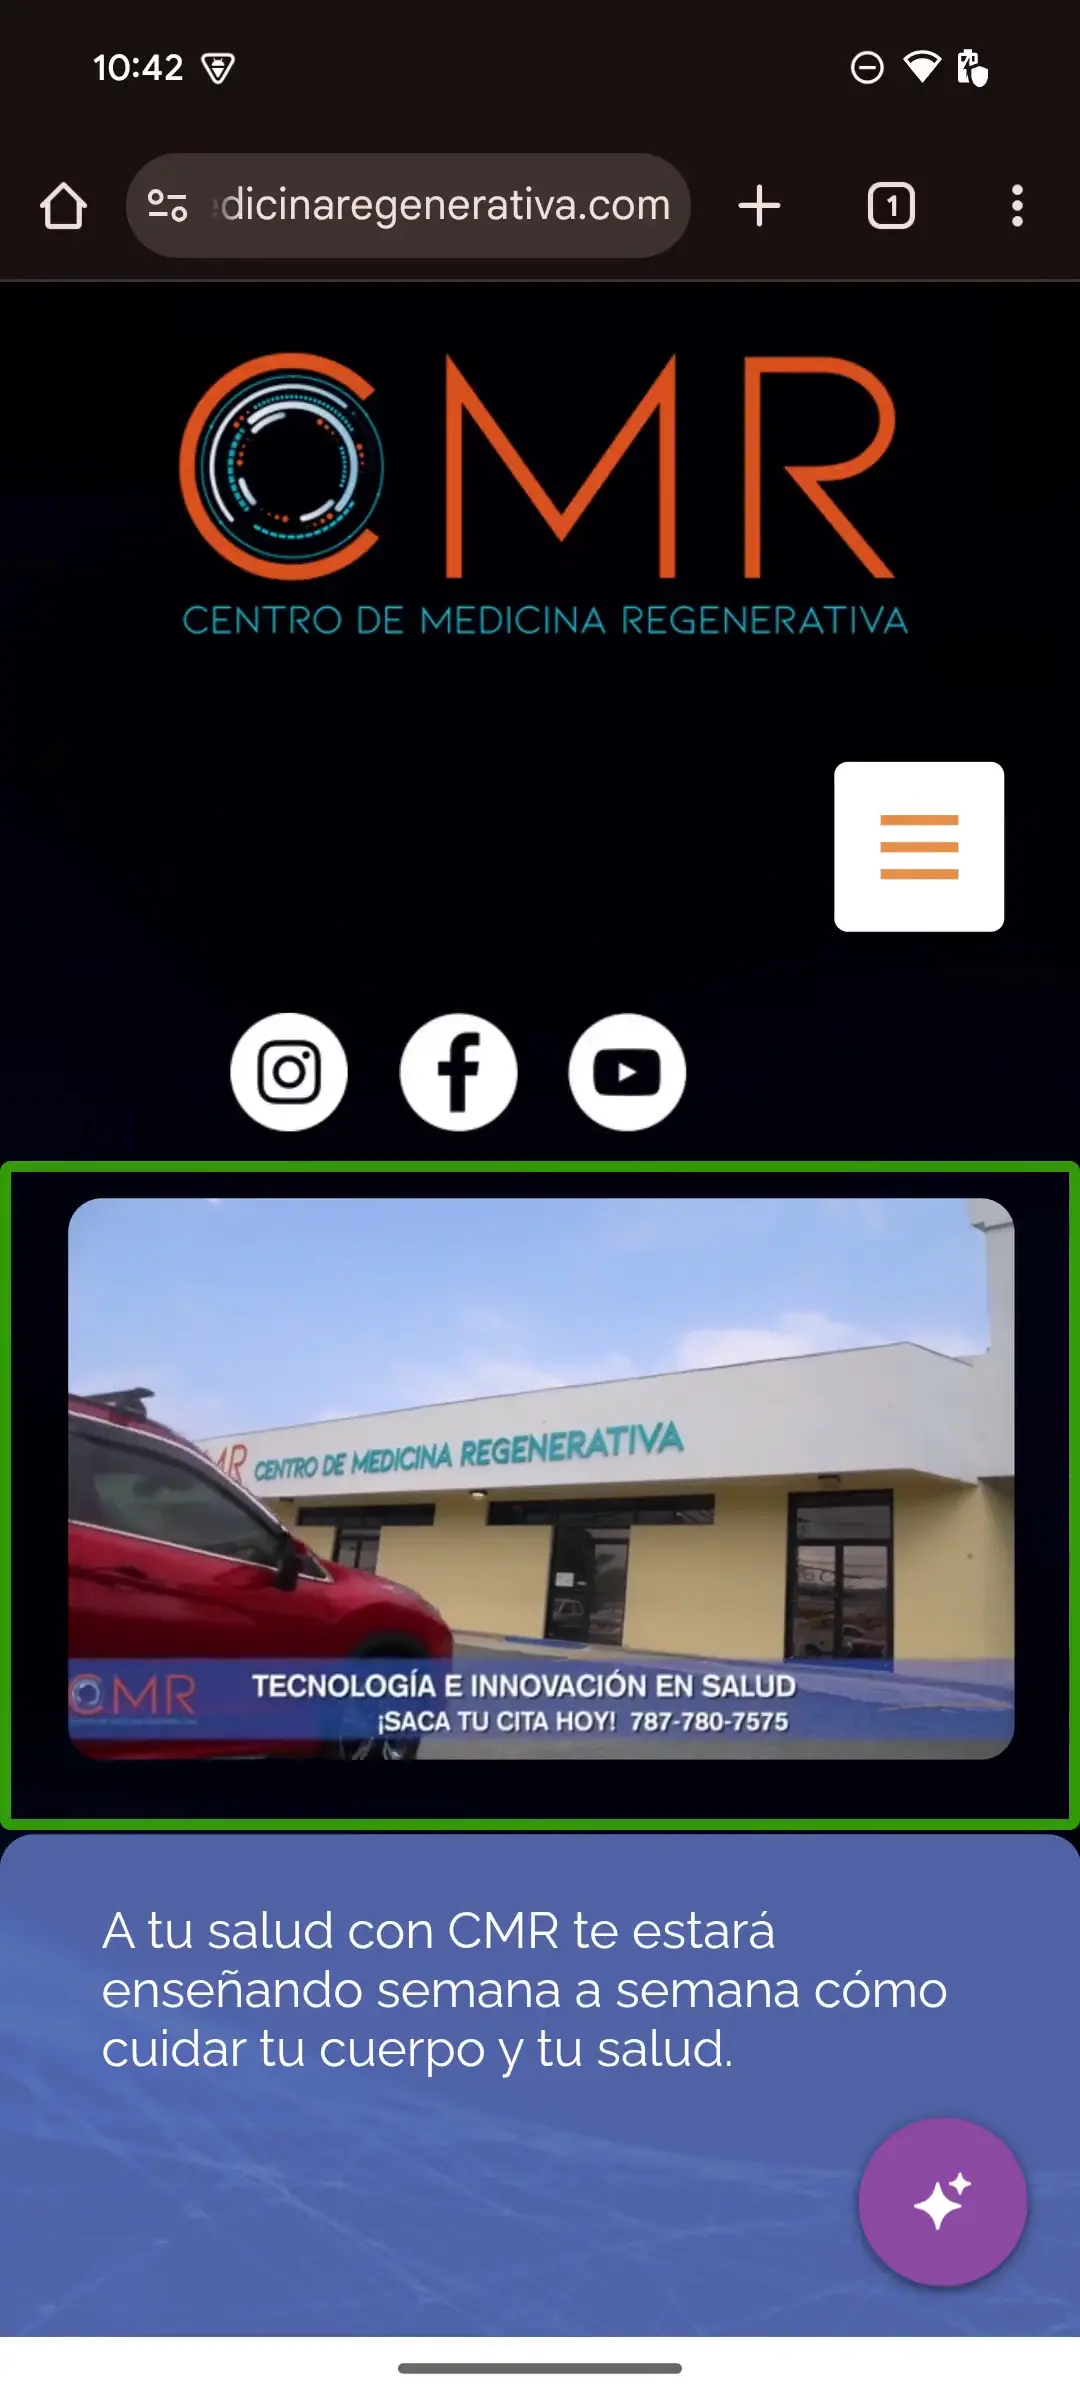 10:42
dicinaregenerativa.com
1
CMR
CENTRO DE MEDICINA REGENERATIVA
MR CENTRO DE MEDICINA REGENERATIVA
CMR
TECNOLOGÍA E INNOVACIÓN EN SALUD
¡SACA TU CITA HOY! 787-780-7575
A tu salud con CMR te estará
enseñando semana a semana cómo
cuidar tu cuerpo y tu salud.